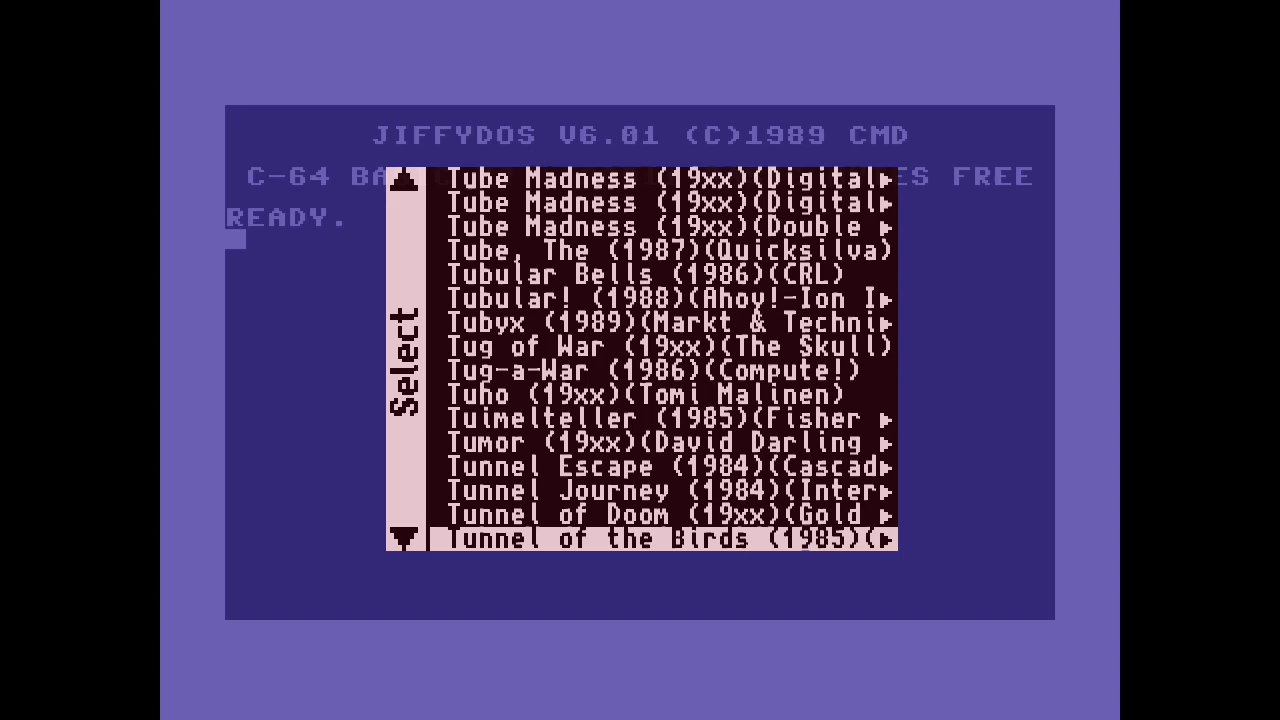 JIFFYDOS V6.01 (C)1989 CMD
C-64 BA ES FREE
READY.
Select
Tube Madness (19xx)(Digital
Tube Madness (19xx)(Digital
Tube Madness (19xx)(Double
Tube, The (1987)(Quicksilva)
Tubular Bells (1986)(CRL)
Tubular! (1988)(Ahoy!-Ion I
Tubyx (1989)(Markt & Techni
Tug of War (19xx)(The Skull)
Tug-a-War (1986)(Compute!)
Tuho (19xx)(Tomi Malinen)
Tuimelteller (1985)(Fisher
Tumor (19xx)(David Darling
Tunnel Escape (1984)(Cascad
Tunnel Journey (1984)(Inter
Tunnel of Doom (19xx)(Gold
Tunnel of the Birds (1985)(